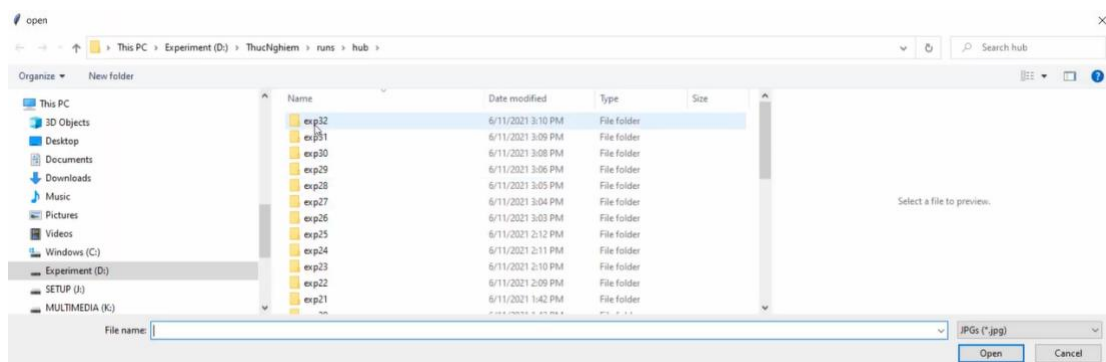 open
This PC > Experiment (D:) > ThucNghiem > runs > hub >
Search hub
Organize
New folder
This PC
3D Objects
Desktop
Documents
Downloads
Music
Pictures
Videos
Windows (C:)
Experiment (D:)
SETUP (J:)
MULTIMEDIA (K:)
Name Date modified Type Size
exp32 6/11/2021 3:10 PM File folder
exp31 6/11/2021 3:09 PM File folder
exp30 6/11/2021 3:08 PM File folder
exp29 6/11/2021 3:06 PM File folder
exp28 6/11/2021 3:05 PM File folder
exp27 6/11/2021 3:04 PM File folder
exp26 6/11/2021 3:03 PM File folder
exp25 6/11/2021 2:12 PM File folder
exp24 6/11/2021 2:11 PM File folder
exp23 6/11/2021 2:10 PM File folder
exp22 6/11/2021 2:09 PM File folder
exp21 6/11/2021 1:42 PM File folder
Select a file to preview.
File name:
JPGs (*.jpg)
Open
Cancel